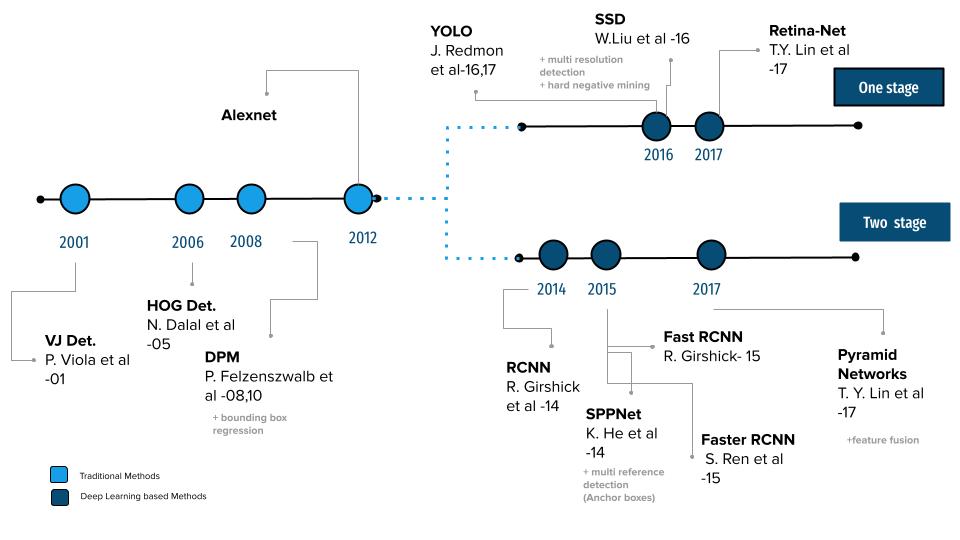 YOLO
J. Redmon
et al-16,17
SSD
W.Liu et al -16
+ multi resolution
detection
+ hard negative mining
Retina-Net
T.Y. Lin et al
-17
One stage
Alexnet
2016
2017
2001
2006
2008
2012
Two stage
2014
2015
2017
VJ Det.
P. Viola et al
-01
HOG Det.
N. Dalal et al
-05
DPM
P. Felzenszwalb et
al -08,10
+ bounding box
regression
RCNN
R. Girshick
et al -14
SPPNet
K. He et al
-14
+ multi reference
detection
(Anchor boxes)
Fast RCNN
R. Girshick- 15
Faster RCNN
S. Ren et al
-15
Pyramid
Networks
T. Y. Lin et al
-17
+feature fusion
Traditional Methods
Deep Learning based Methods